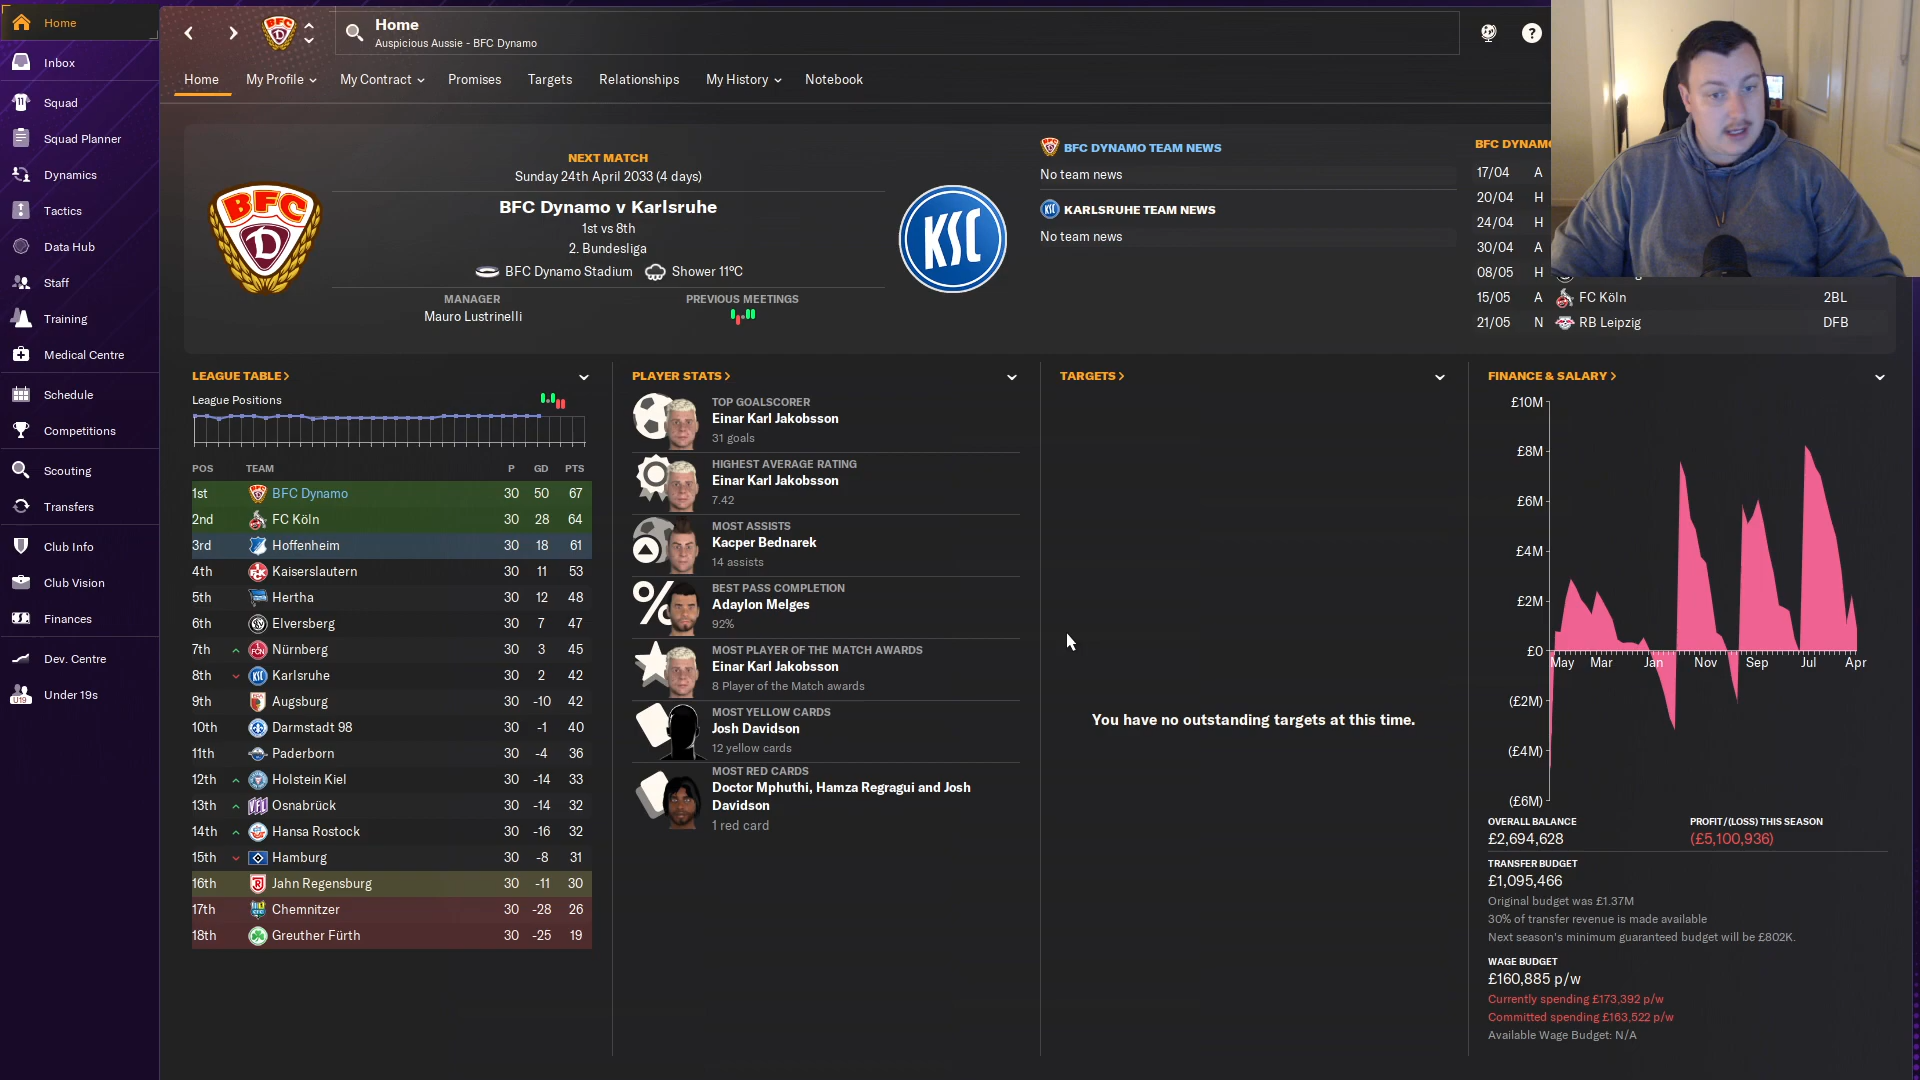 Home
Inbox
Squad
Squad Planner
Dynamics
Tactics
Data Hub
Staff
Training
Medical Centre
Schedule
Competitions
Scouting
Transfers
Club Info
Club Vision
Finances
Dev. Centre
Under 19s
Home
Auspicious Aussie - BFC Dynamo
Home My Profile My Contract Promises Targets Relationships My History Notebook
NEXT MATCH
Sunday 24th April 2033 (4 days)
BFC Dynamo v Karlsruhe
1st vs 8th
2. Bundesliga
BFC Dynamo Stadium Shower 11ºC
MANAGER
Mauro Lustrinelli
PREVIOUS MEETINGS
BFC
D
KSC
BFC DYNAMO TEAM NEWS
No team news
KARLSRUHE TEAM NEWS
No team news
BFC DYNAMO
17/04 A
20/04 H
24/04 H
30/04 A
08/05 H
15/05 A FC Köln 2BL
21/05 N RB Leipzig DFB
LEAGUE TABLE
League Positions
POS TEAM P GD PTS
1st BFC Dynamo 30 50 67
2nd FC Köln 30 28 64
3rd Hoffenheim 30 18 61
4th Kaiserslautern 30 11 53
5th Hertha 30 12 48
6th Elversberg 30 7 47
7th Nürnberg 30 3 45
8th Karlsruhe 30 2 42
9th Augsburg 30 -10 42
10th Darmstadt 98 30 -1 40
11th Paderborn 30 -4 36
12th Holstein Kiel 30 -14 33
13th Osnabrück 30 -14 32
14th Hansa Rostock 30 -16 32
15th Hamburg 30 -8 31
16th Jahn Regensburg 30 -11 30
17th Chemnitzer 30 -28 26
18th Greuther Fürth 30 -25 19
PLAYER STATS
TOP GOALSCORER
Einar Karl Jakobsson
31 goals
HIGHEST AVERAGE RATING
Einar Karl Jakobsson
7.42
MOST ASSISTS
Kacper Bednarek
14 assists
BEST PASS COMPLETION
Adaylon Melges
92%
MOST PLAYER OF THE MATCH AWARDS
Einar Karl Jakobsson
8 Player of the Match awards
MOST YELLOW CARDS
Josh Davidson
12 yellow cards
MOST RED CARDS
Doctor Mphuthi, Hamza Regragui and Josh
Davidson
1 red card
TARGETS
You have no outstanding targets at this time.
FINANCE & SALARY
£10M
£8M
£6M
£4M
£2M
£0
(£2M)
(£4M)
(£6M)
May Mar Jan Nov Sep Jul Apr
OVERALL BALANCE
£2,694,628
PROFIT/(LOSS) THIS SEASON
(£5,100,936)
TRANSFER BUDGET
£1,095,466
Original budget was £1.37M
30% of transfer revenue is made available
Next season's minimum guaranteed budget will be £802K.
WAGE BUDGET
£160,885 p/w
Currently spending £173,392 p/w
Committed spending £163,522 p/w
Available Wage Budget: N/A